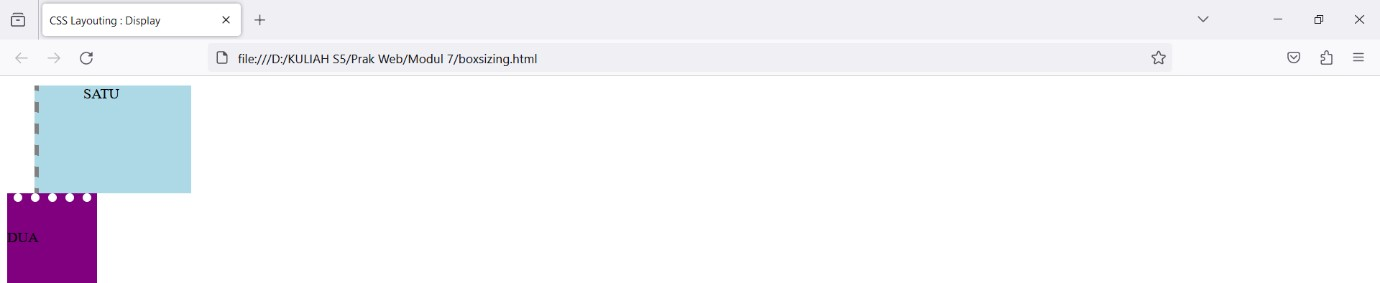 CSS Layouting : Display
file:///D:/KULIAH S5/Prak Web/Modul 7/boxsizing.html
SATU
DUA